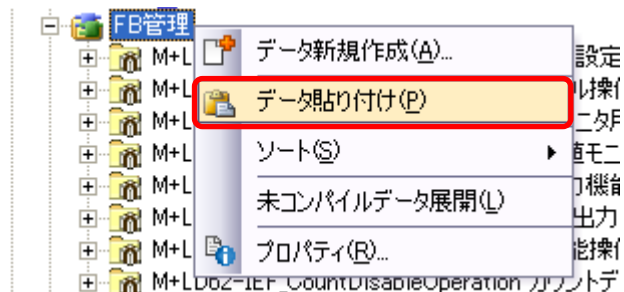 FB管理
データ新規作成(A)...
M+L
設定
M+L
データ貼り付け(P)
ル操作
M+L
ニタ
M+L
ソート(S)
値モニ
M+L
力機能
M+L
未コンパイルデータ展開(L)
出力
M+L
プロパティ(R)...
能操作
M+LD62-IEF_CountDisableOperation カウントデ